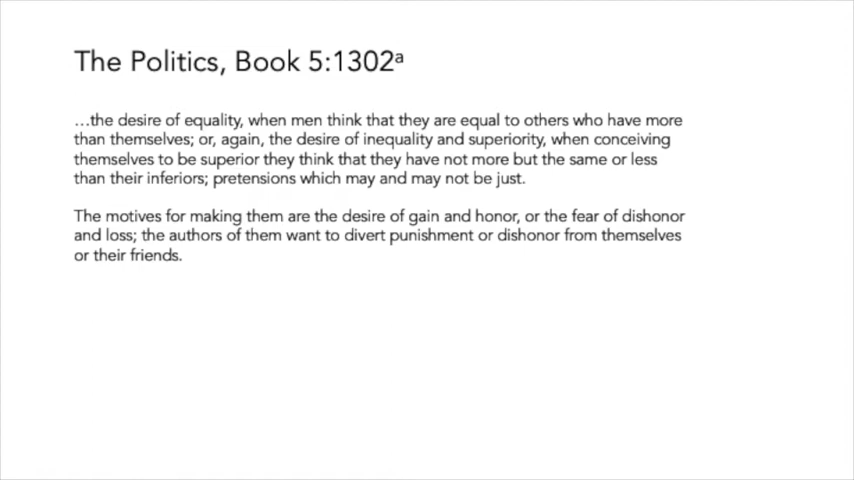 The Politics, Book 5:1302ª
…the desire of equality, when men think that they are equal to others who have more
than themselves; or, again, the desire of inequality and superiority, when conceiving
themselves to be superior they think that they have not more but the same or less
than their inferiors; pretensions which may and may not be just.
The motives for making them are the desire of gain and honor, or the fear of dishonor
and loss; the authors of them want to divert punishment or dishonor from themselves
or their friends.